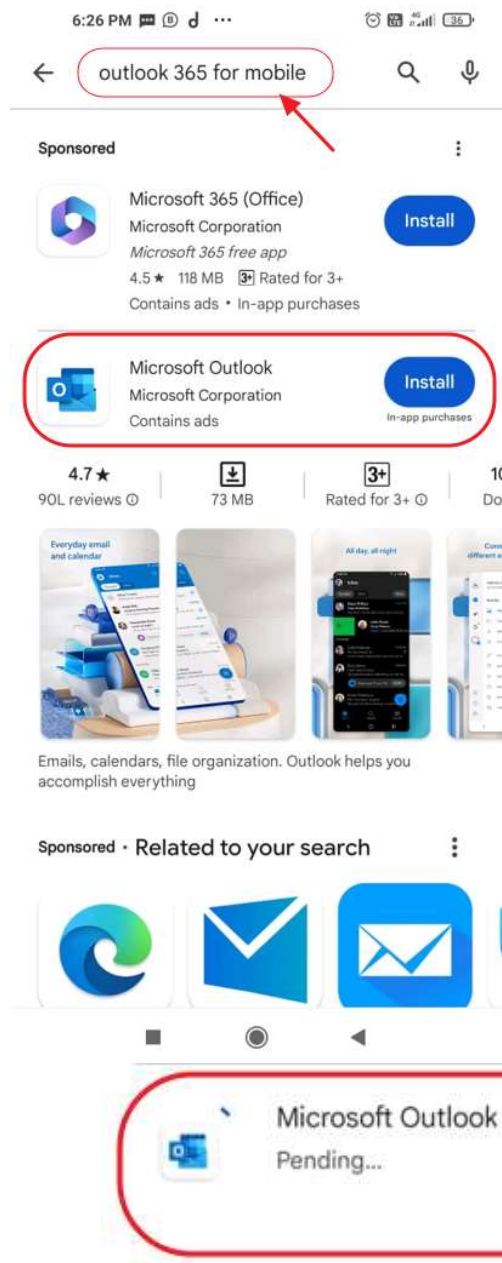 6:26 PM
4G
36
outlook 365 for mobile
Sponsored
Microsoft 365 (Office)
Microsoft Corporation
Microsoft 365 free app
4.5★ 118 MB 3+ Rated for 3+
Contains ads • In-app purchases
Install
Microsoft Outlook
Microsoft Corporation
Contains ads
Install
In-app purchases
4.7★
90L reviews
73 MB
3+
Rated for 3+
Everyday email
and calendar
All day, all night
Emails, calendars, file organization. Outlook helps you
accomplish everything
Sponsored · Related to your search
Microsoft Outlook
Pending...